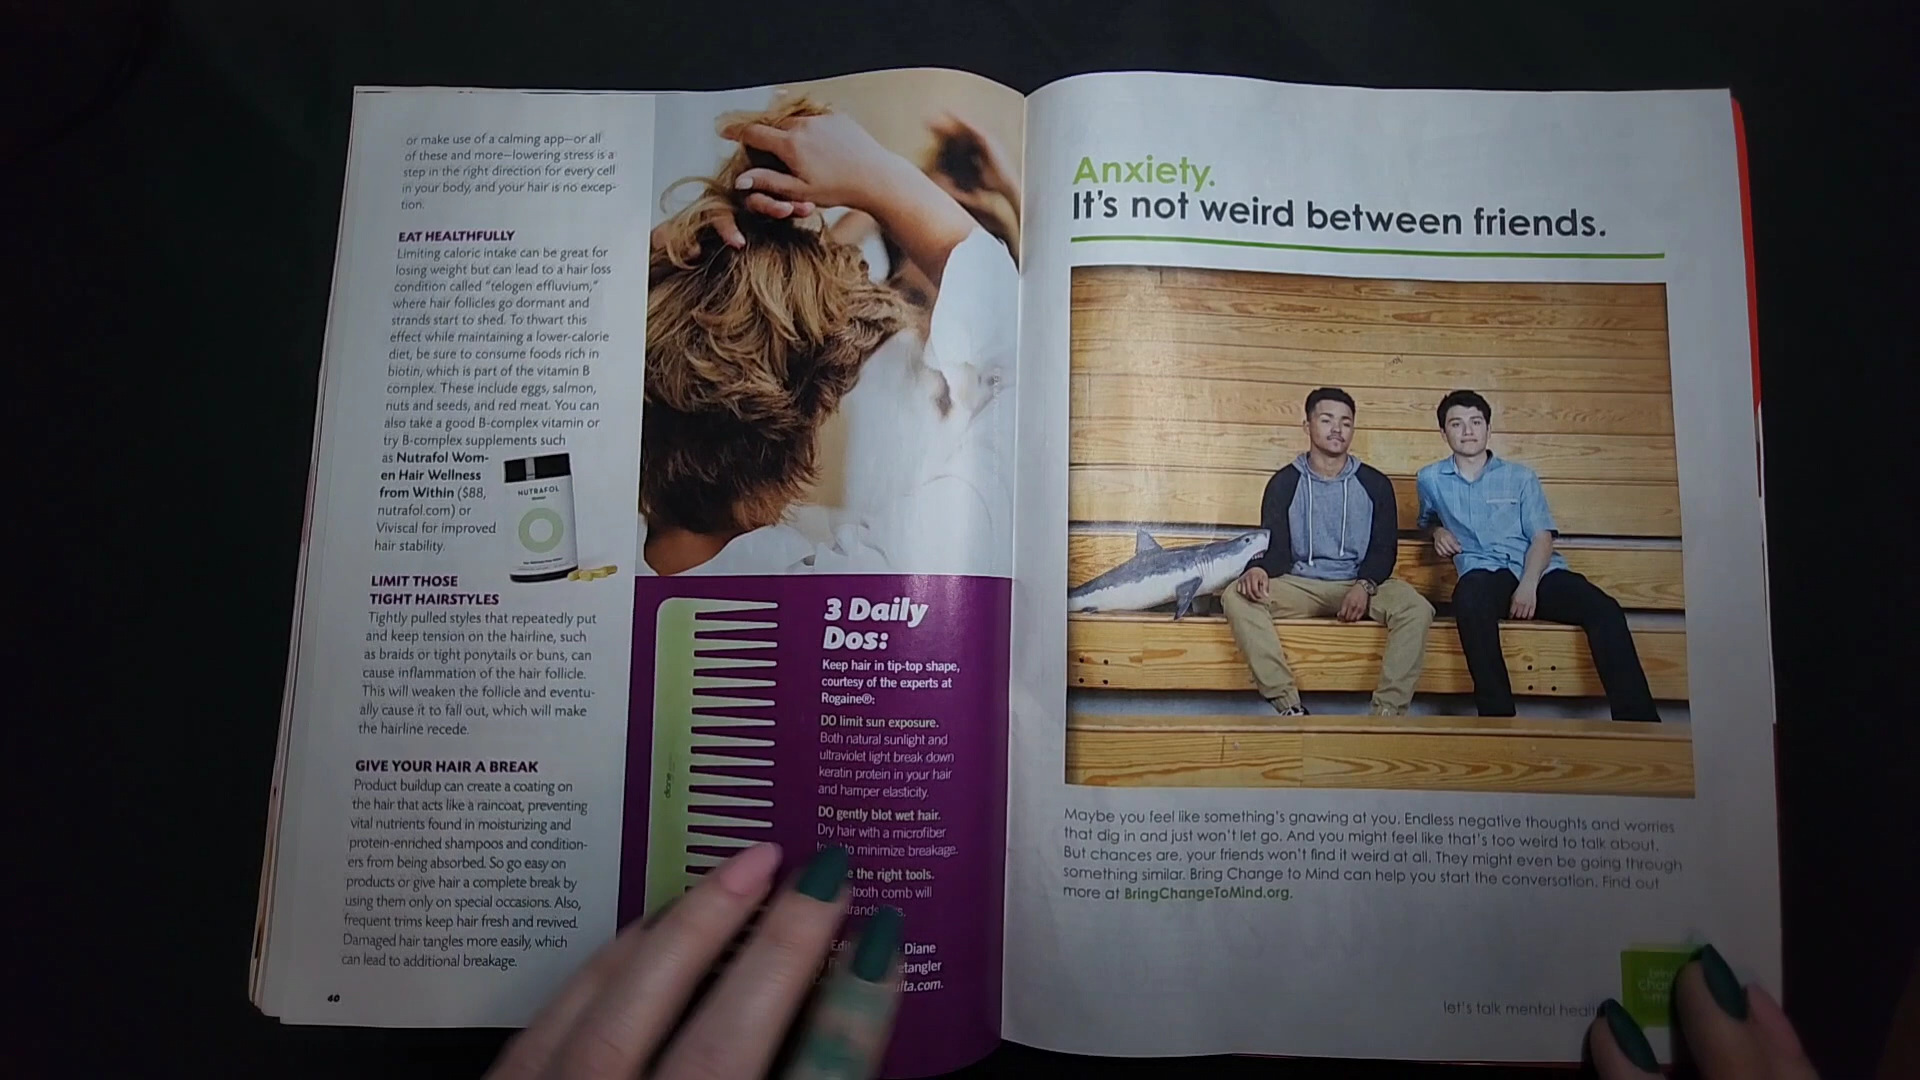 or make use of a calming app—or all
of these and more—lowering stress is a
step in the right direction for every cell
in your body, and your hair is no excep-
tion.
EAT HEALTHFULLY
Limiting caloric intake can be great for
losing weight but can lead to a hair loss
condition called "telogen effluvium,"
where hair follicles go dormant and
strands start to shed. To thwart this
effect while maintaining a lower-calorie
diet, be sure to consume foods rich in
biotin, which is part of the vitamin B
complex. These include eggs, salmon,
nuts and seeds, and red meat. You can
also take a good B-complex vitamin or
try B-complex supplements such
as Nutrafol Wom-
en Hair Wellness
from Within ($88,
nutrafol.com) or
Viviscal for improved
hair stability.
NUTRAFOL
LIMIT THOSE
TIGHT HAIRSTYLES
Tightly pulled styles that repeatedly put
and keep tension on the hairline, such
as braids or tight ponytails or buns, can
cause inflammation of the hair follicle.
This will weaken the follicle and eventu-
ally cause it to fall out, which will make
the hairline recede.
GIVE YOUR HAIR A BREAK
Product buildup can create a coating on
the hair that acts like a raincoat, preventing
vital nutrients found in moisturizing and
protein-enriched shampoos and condition-
ers from being absorbed. So go easy on
products or give hair a complete break by
using them only on special occasions. Also,
frequent trims keep hair fresh and revived.
Damaged hair tangles more easily, which
can lead to additional breakage.
60
diane
3 Daily
Dos:
Keep hair in tip-top shape,
courtesy of the experts at
Rogaine®:
DO limit sun exposure.
Both natural sunlight and
ultraviolet light break down
keratin protein in your hair
and hamper elasticity.
DO gently blot wet hair.
Dry hair with a microfiber
to minimize breakage.
the right tools.
-tooth comb will
Diane
ulta.com.
Anxiety.
It's not weird between friends.
Maybe you feel like something's gnawing at you. Endless negative thoughts and worries
that dig in and just won't let go. And you might feel like that's too weird to talk about.
But chances are, your friends won't find it weird at all. They might even be going through
something similar. Bring Change to Mind can help you start the conversation. Find out
more at BringChangeToMind.org.
let's talk mental